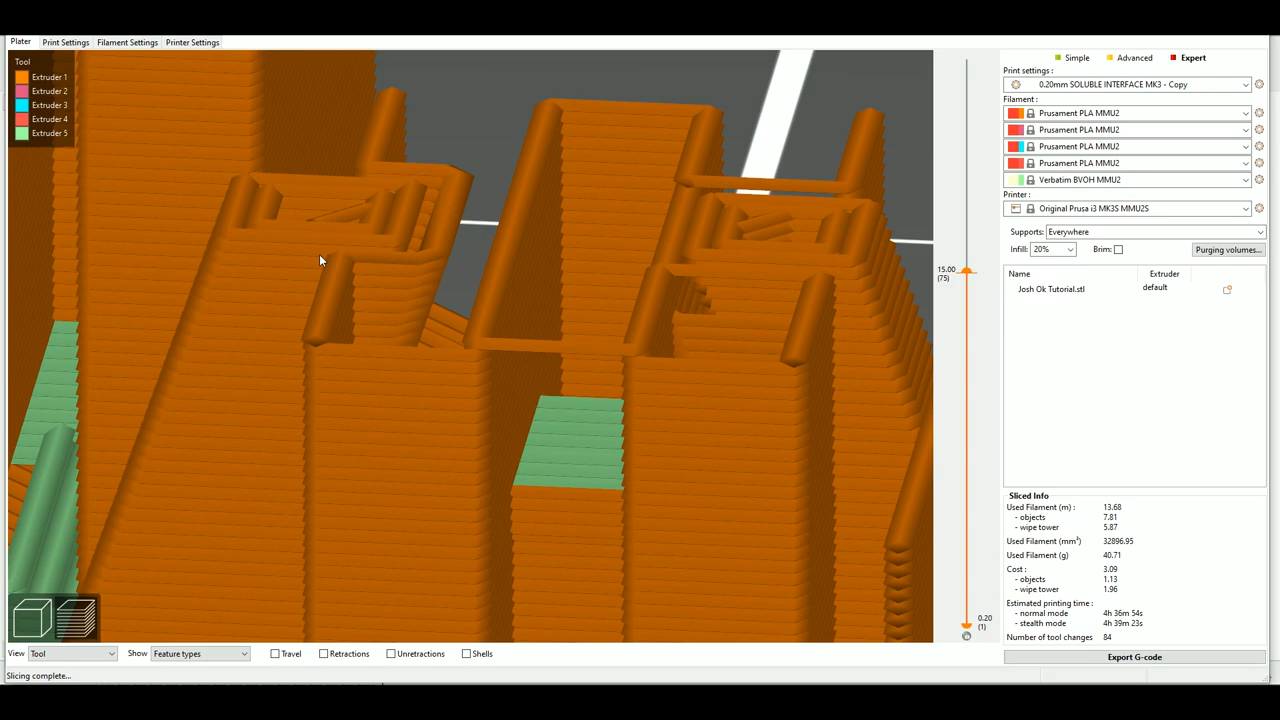 Plater Print Settings Filament Settings Printer Settings
Tool
Extruder 1
Extruder 2
Extruder 3
Extruder 4
Extruder 5
15.00
(75)
0.20
(1)
View Tool Show Feature types Travel Retractions Unretractions Shells
Slicing complete...
Simple Advanced Expert
Print settings :
0.20mm SOLUBLE INTERFACE MK3 - Copy
Filament :
Prusament PLA MMU2
Prusament PLA MMU2
Prusament PLA MMU2
Prusament PLA MMU2
Verbatim BVOH MMU2
Printer :
Original Prusa i3 MK3S MMU2S
Supports: Everywhere
Infill: 20% Brim: Purging volumes...
Name Extruder
Josh Ok Tutorial.stl default
Sliced Info
Used Filament (m) : 13.68
- objects 7.81
- wipe tower 5.87
Used Filament (mm³) 32896.95
Used Filament (g) 40.71
Cost : 3.09
- objects 1.13
- wipe tower 1.96
Estimated printing time :
- normal mode 4h 36m 54s
- stealth mode 4h 39m 23s
Number of tool changes 84
Export G-code